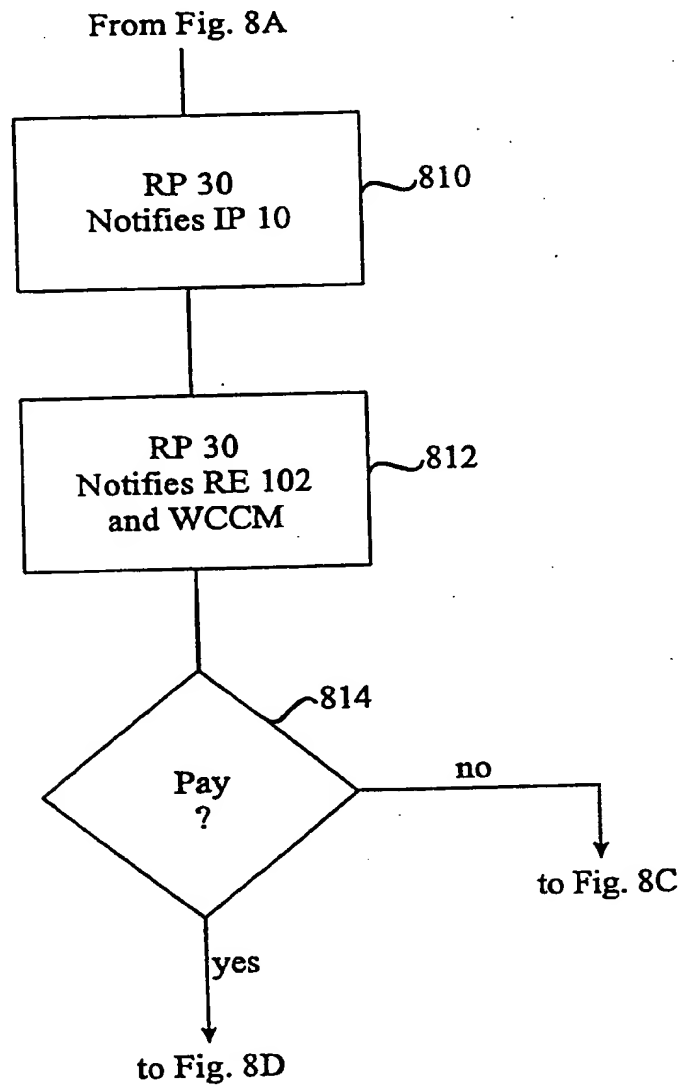 From Fig. 8A
RP 30
Notifies IP 10
810
RP 30
Notifies RE 102
and WCCM
812
814
Pay
?
no
to Fig. 8C
yes
to Fig. 8D